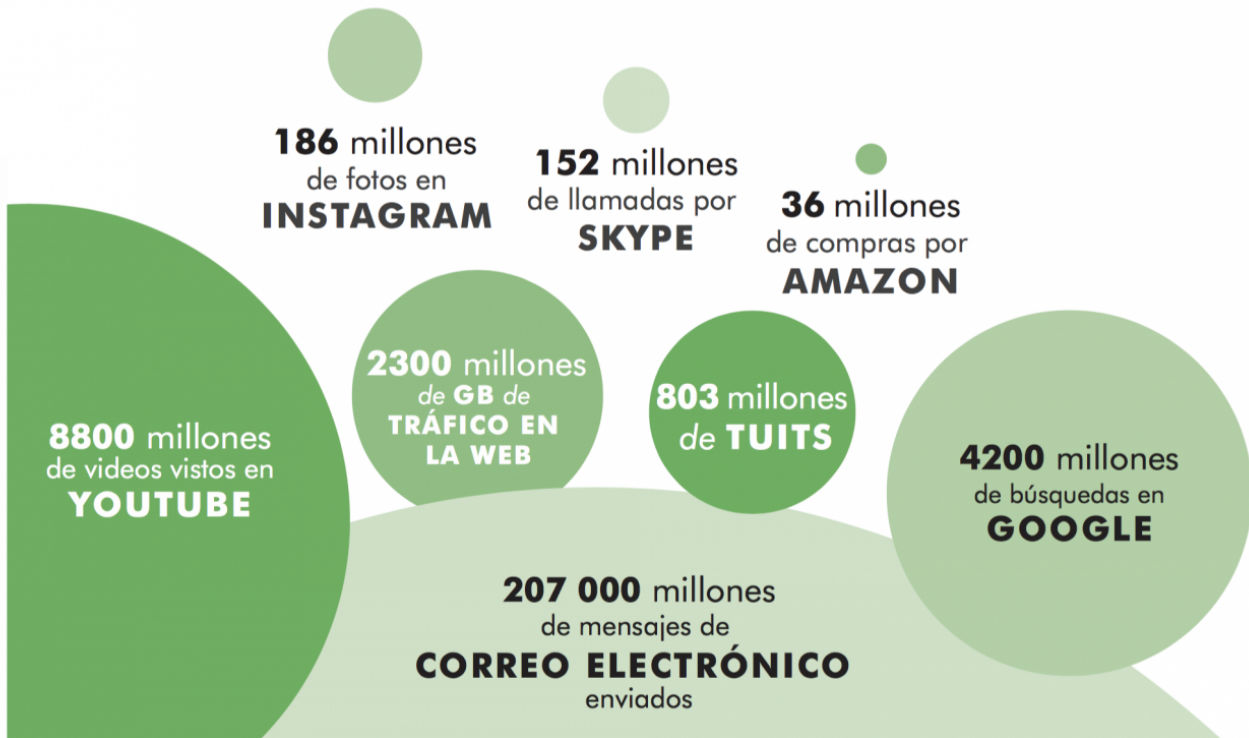 186 millones
de fotos en
INSTAGRAM
152 millones
de llamadas por
SKYPE
36 millones
de compras por
AMAZON
8800 millones
de videos vistos en
YOUTUBE
2300 millones
de GB de
TRÁFICO EN
LA WEB
803 millones
de TUITS
4200 millones
de búsquedas en
GOOGLE
207 000 millones
de mensajes de
CORREO ELECTRÓNICO
enviados